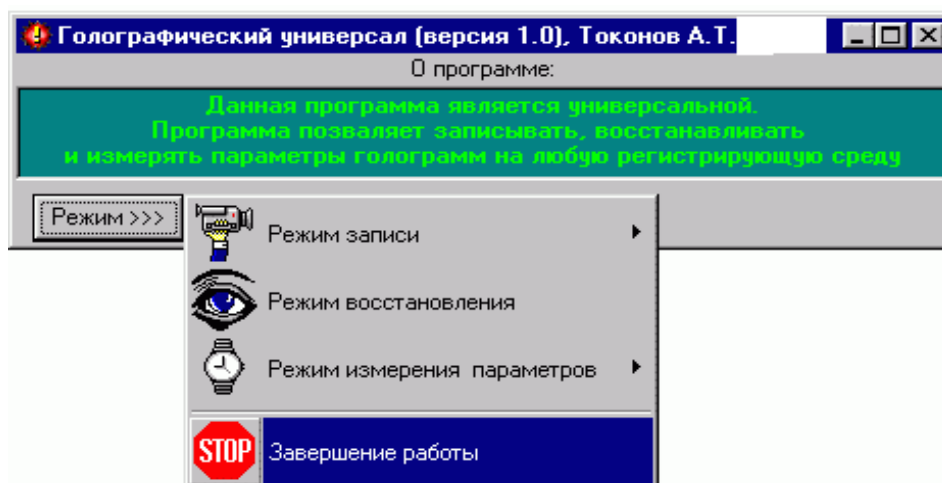 Голографический универсал (версия 1.0), Токонов А.Т.
О программе:
Данная программа является универсальной.
Программа позваляет записывать, восстанавливать
и измерять параметры голограмм на любую регистрирующую среду
Режим >>>
Режим записи
Режим восстановления
Режим измерения параметров
STOP Завершение работы